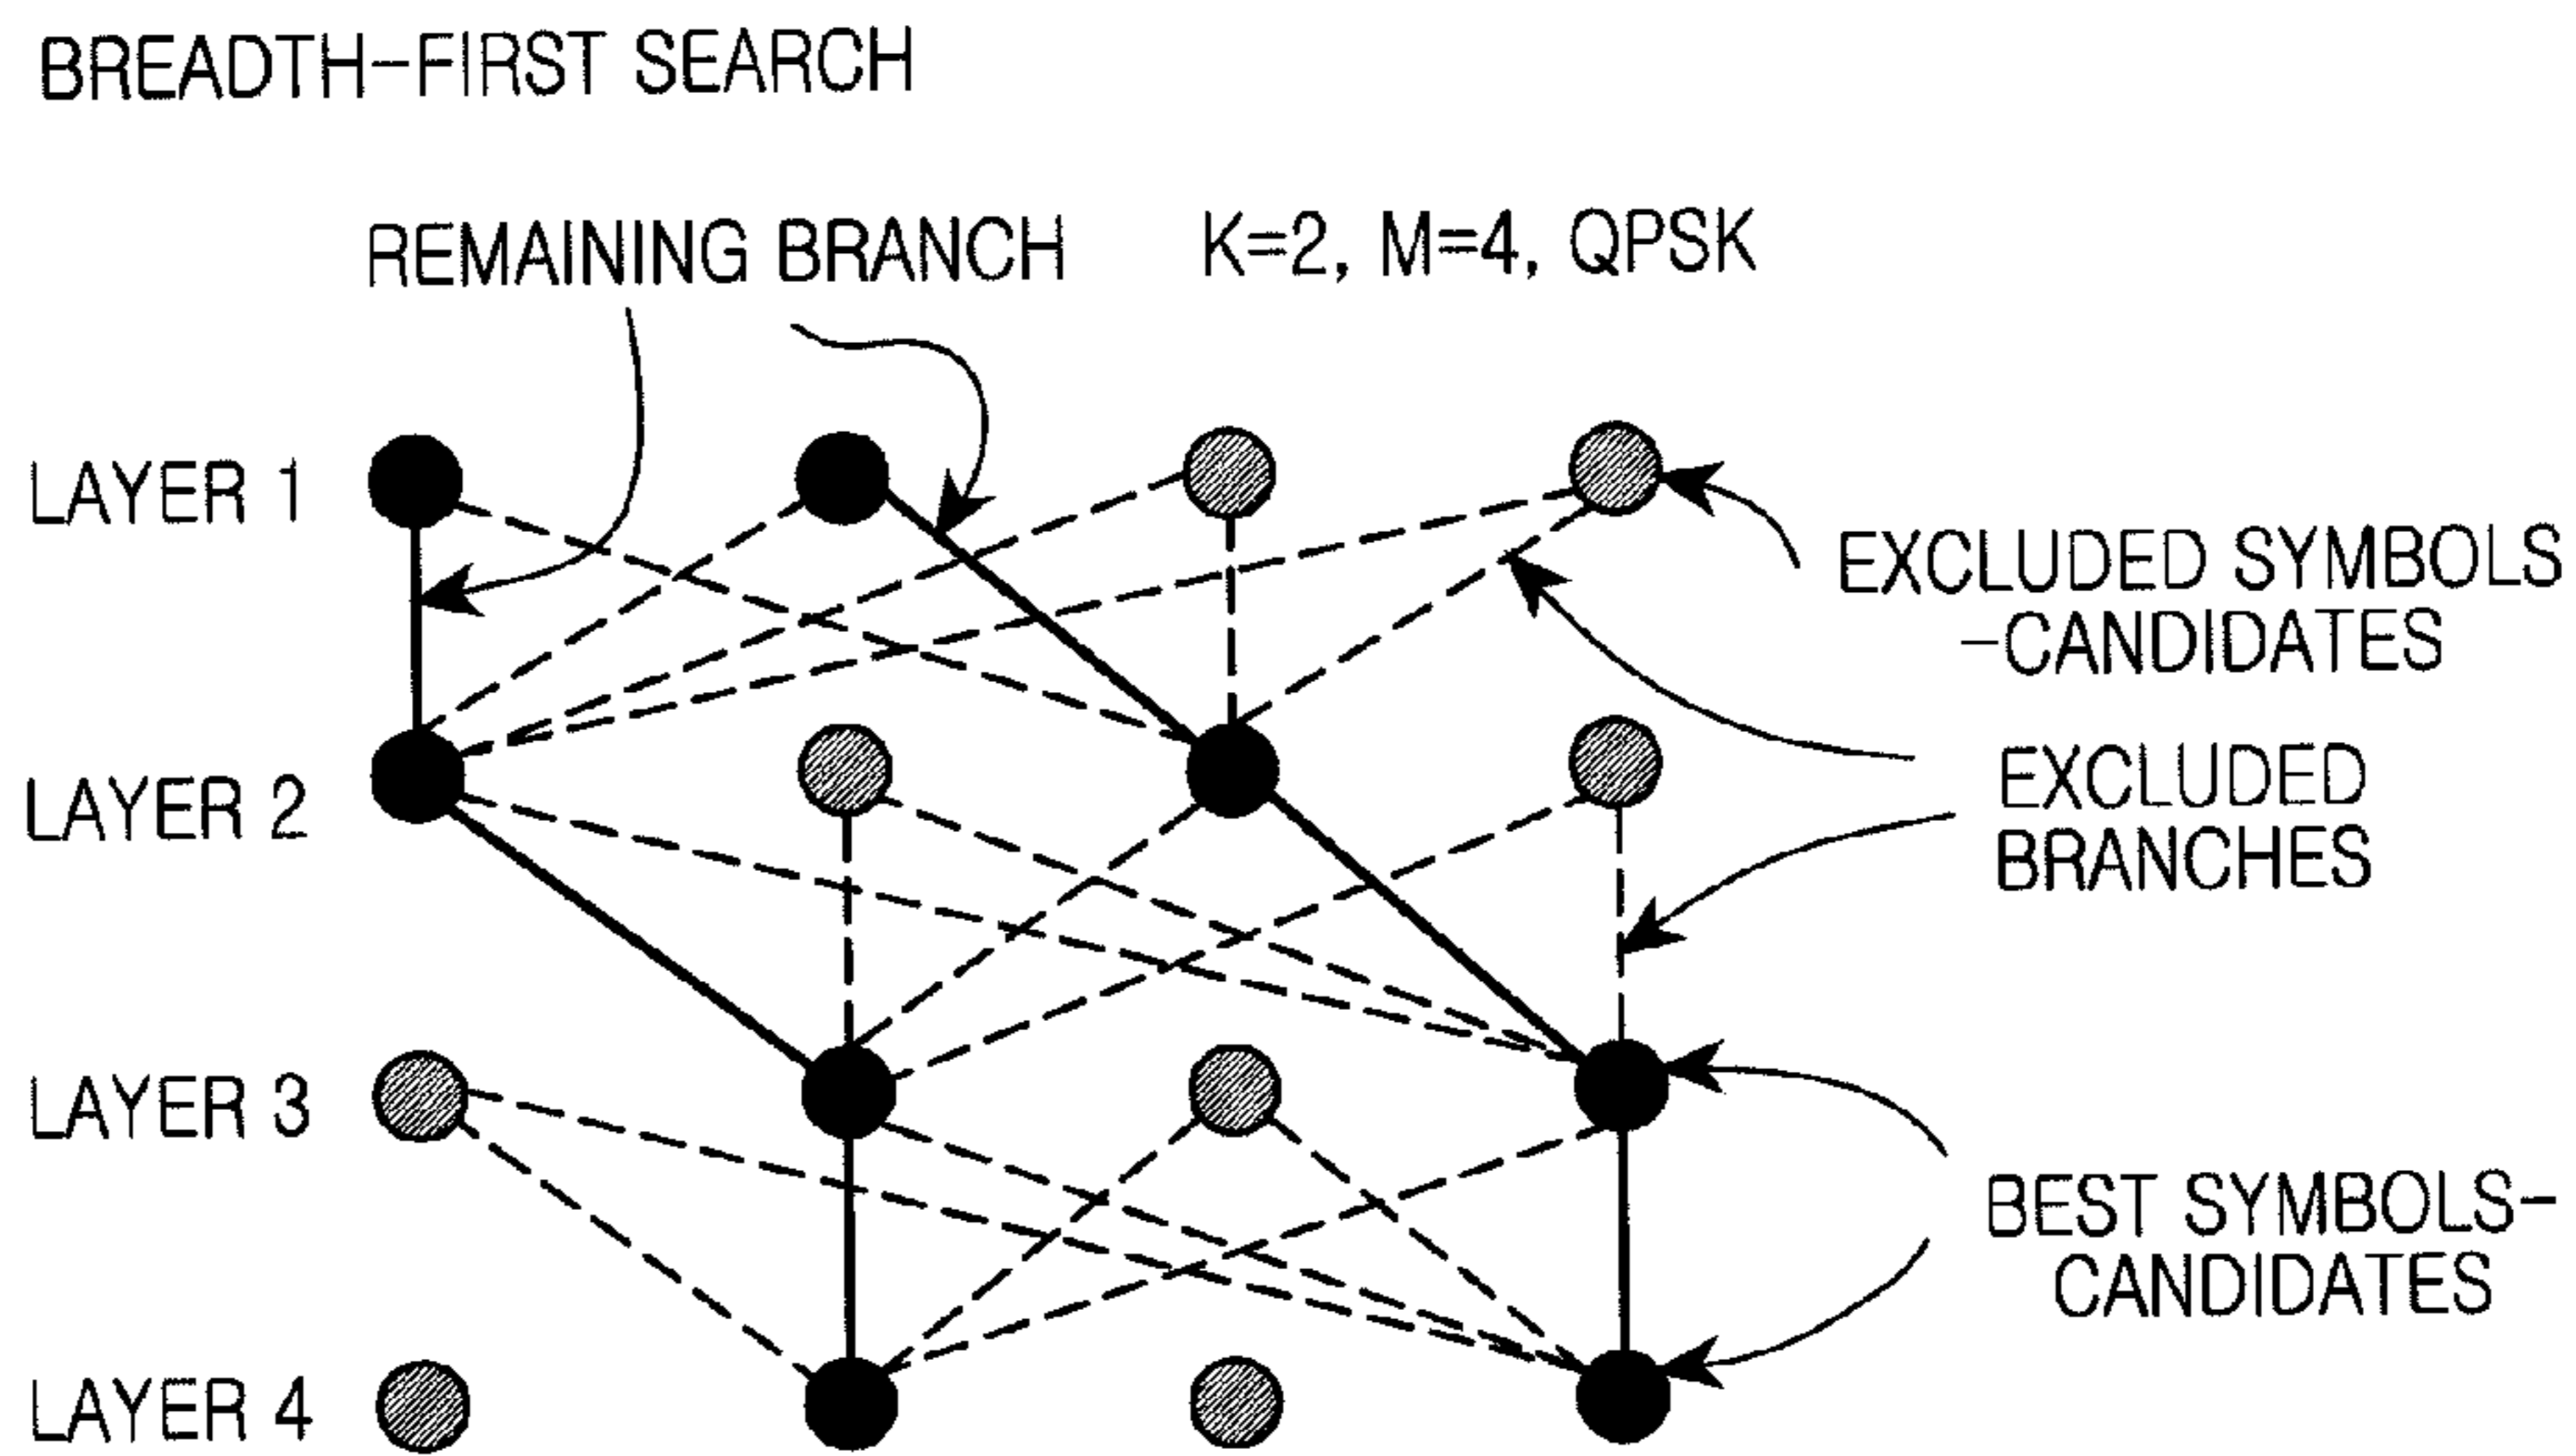 BREADTH-FIRST SEARCH
REMAINING BRANCH
K=2, M=4, QPSK
LAYER 1
EXCLUDED SYMBOLS
-CANDIDATES
LAYER 2
EXCLUDED
BRANCHES
LAYER 3
BEST SYMBOLS-
CANDIDATES
LAYER 4